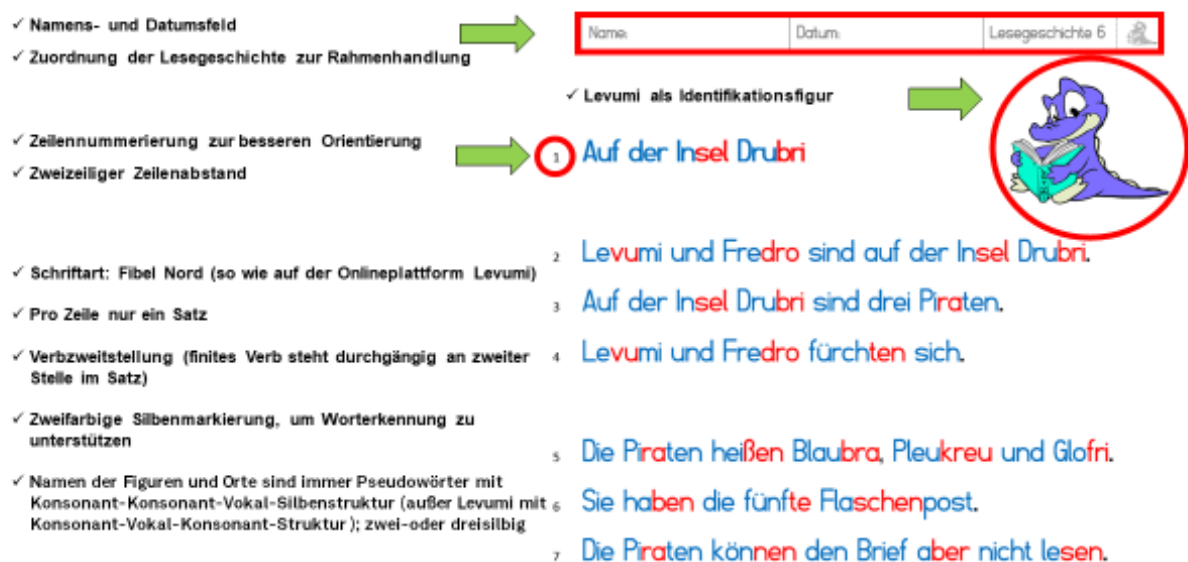 ✓ Namens- und Datumsfeld
✓ Zuordnung der Lesegeschichte zur Rahmenhandlung
Name: Datum: Lesegeschichte 6
✓ Levumi als Identifikationsfigur
✓ Zeilennummerierung zur besseren Orientierung
✓ Zweizeiliger Zeilenabstand
1 Auf der Insel Drubri
✓ Schriftart: Fibel Nord (so wie auf der Onlineplattform Levumi)
✓ Pro Zeile nur ein Satz
✓ Verbzweitstellung (finites Verb steht durchgängig an zweiter
Stelle im Satz)
✓ Zweifarbige Silbenmarkierung, um Worterkennung zu
unterstützen
✓ Namen der Figuren und Orte sind immer Pseudowörter mit
Konsonant-Konsonant-Vokal-Silbenstruktur (außer Levumi mit
Konsonant-Vokal-Konsonant-Struktur); zwei-oder dreisilbig
2 Levumi und Fredro sind auf der Insel Drubri.
3 Auf der Insel Drubri sind drei Piraten.
4 Levumi und Fredro fürchten sich.
5 Die Piraten heißen Blaubra, Pleukreu und Glofri.
6 Sie haben die fünfte Flaschenpost.
7 Die Piraten können den Brief aber nicht lesen.